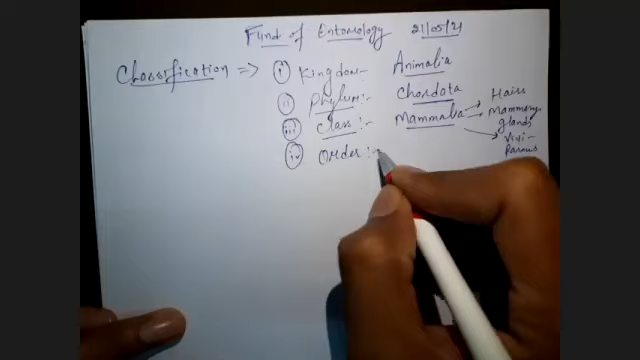 Fund of Entomology 21/05/21
Classification => (i) Kingdom - Animalia
(ii) Phylum :- Chordata
(iii) Class :- Mammalia → Hairs
→ Mammary glands
→ Vivi-
Parous
(iv) Order :-